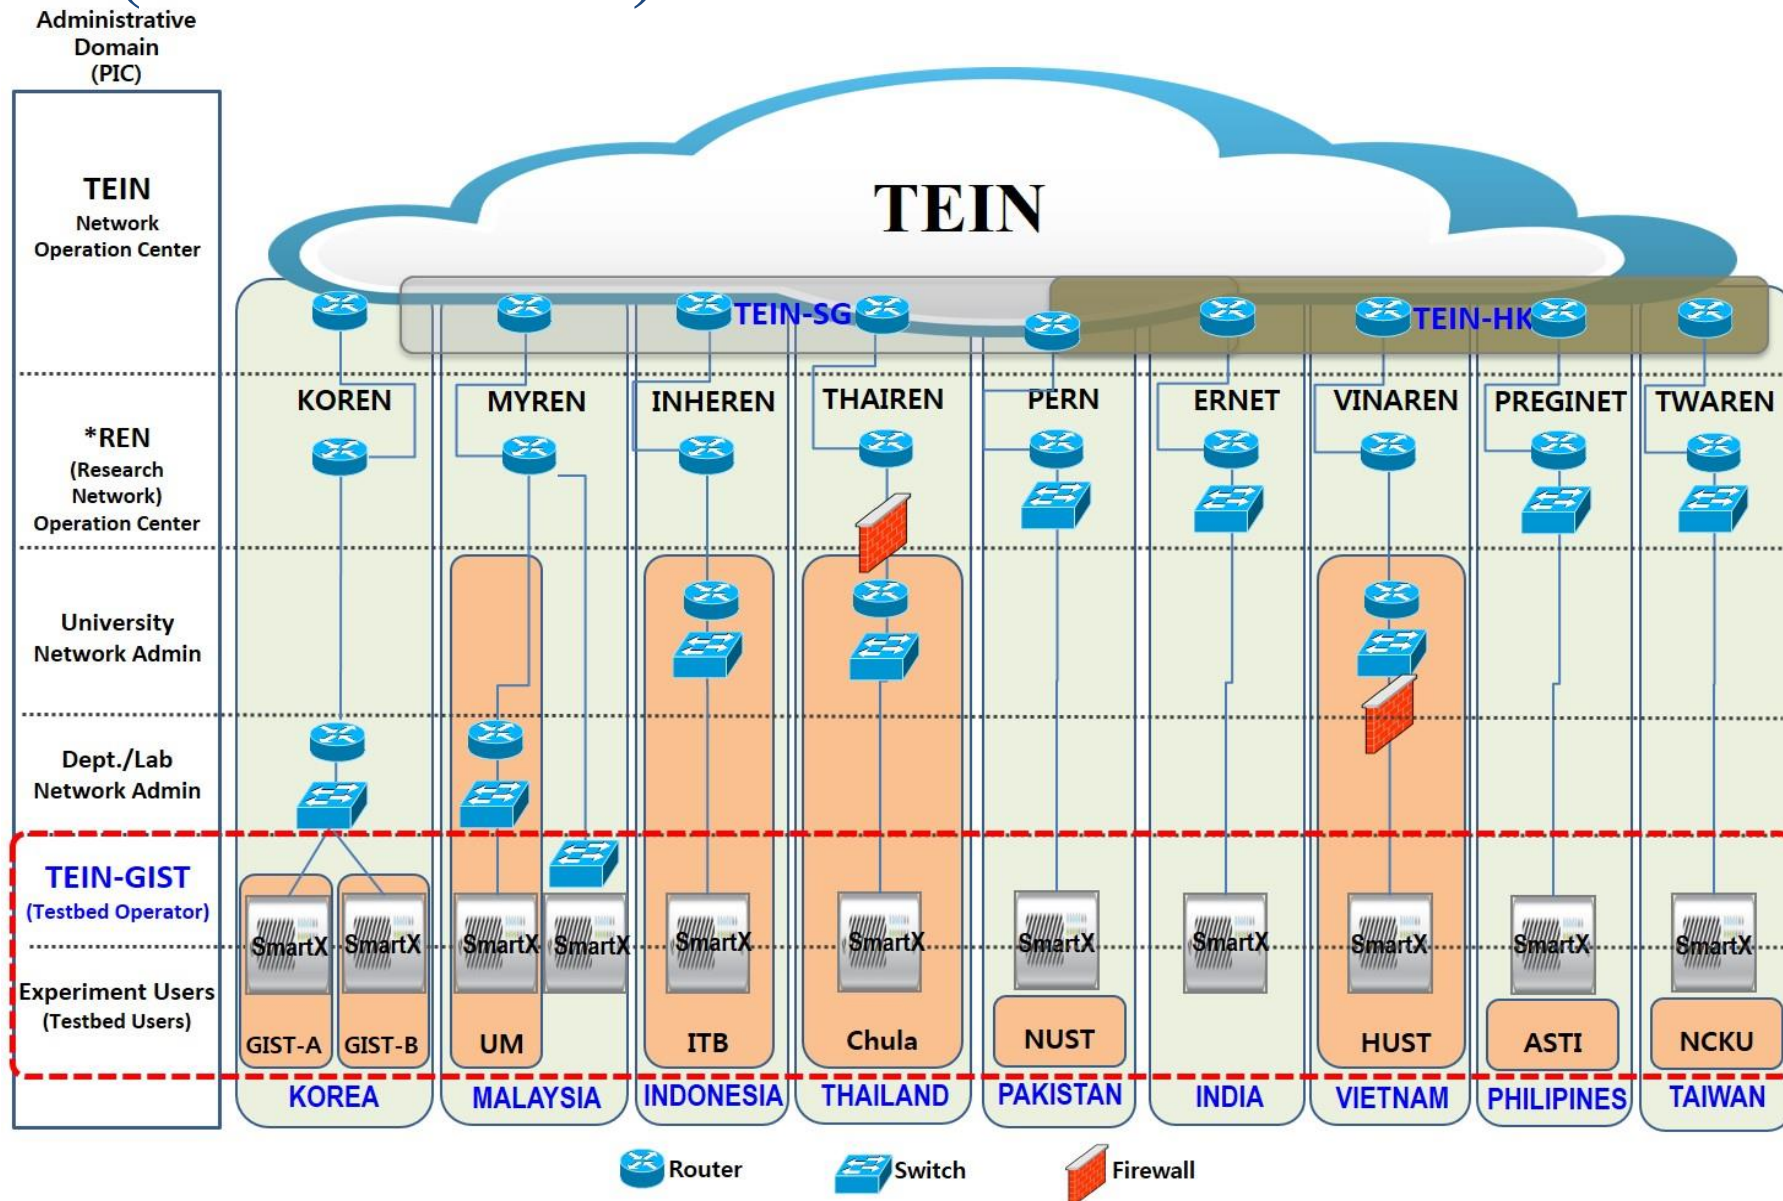 Administrative
Domain
(PIC)
TEIN
Network
Operation Center
*REN
(Research
Network)
Operation Center
University
Network Admin
Dept./Lab
Network Admin
TEIN-GIST
(Testbed Operator)
Experiment Users
(Testbed Users)
TEIN
TEIN-SG
TEIN-HK
KOREN
MYREN
INHEREN
THAIREN
PERN
ERNET
VINAREN
PREGINET
TWAREN
SmartX
SmartX
SmartX
SmartX
SmartX
SmartX
SmartX
SmartX
SmartX
SmartX
SmartX
GIST-A
GIST-B
UM
ITB
Chula
NUST
HUST
ASTI
NCKU
KOREA
MALAYSIA
INDONESIA
THAILAND
PAKISTAN
INDIA
VIETNAM
PHILIPINES
TAIWAN
Router
Switch
Firewall